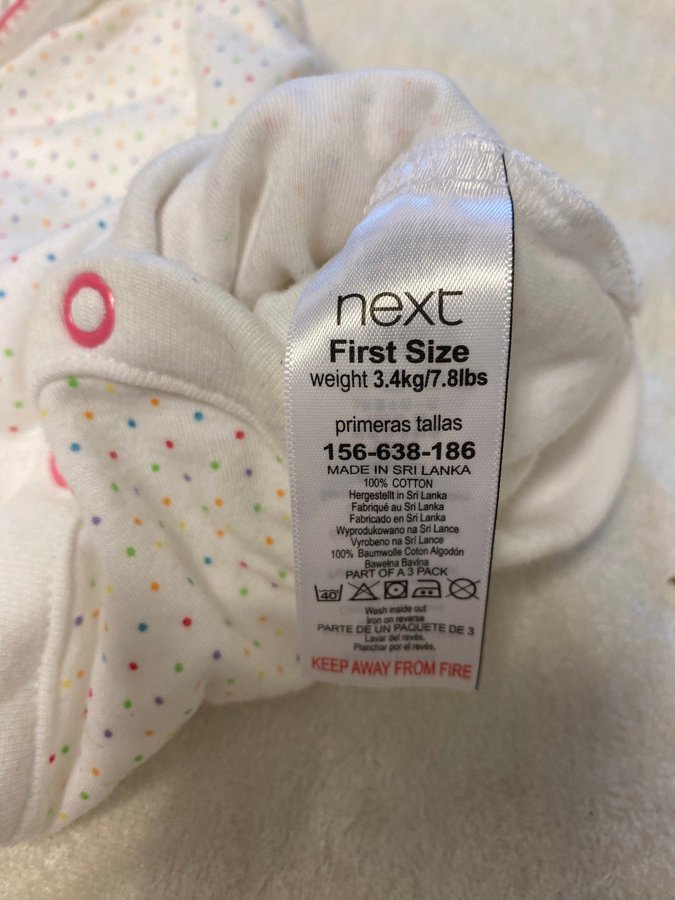 next
First Size
weight 3.4kg/7.8lbs
primeras tallas
156-638-186
MADE IN SRI LANKA
100% COTTON
Hergestellt in Sri Lanka
Fabriqué au Sri Lanka
Fabricado en Sri Lanka
Wyprodukowano na Sri Lance
Vyrobeno na Srí Lance
100% Baumwolle Coton Algodón
Bawełna Bavlna
PART OF A 3 PACK
40
Wash inside out
Iron on reverse
PARTE DE UN PAQUETE DE 3
Lavar del revés.
Planchar por el revés.
KEEP AWAY FROM FIRE